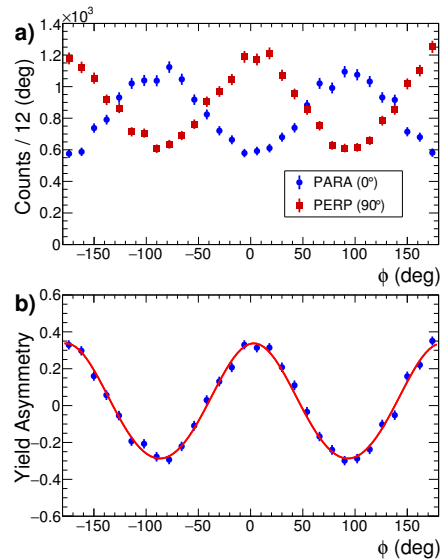 ×10³
a)
1.4
1.2
1
0.8
0.6
0.4
0.2
0
Counts / 12 (deg)
PARA (0°)
PERP (90°)
−150 −100 −50 0 50 100 150
ϕ (deg)
b)
0.6
0.4
0.2
0
−0.2
−0.4
−0.6
Yield Asymmetry
−150 −100 −50 0 50 100 150
ϕ (deg)